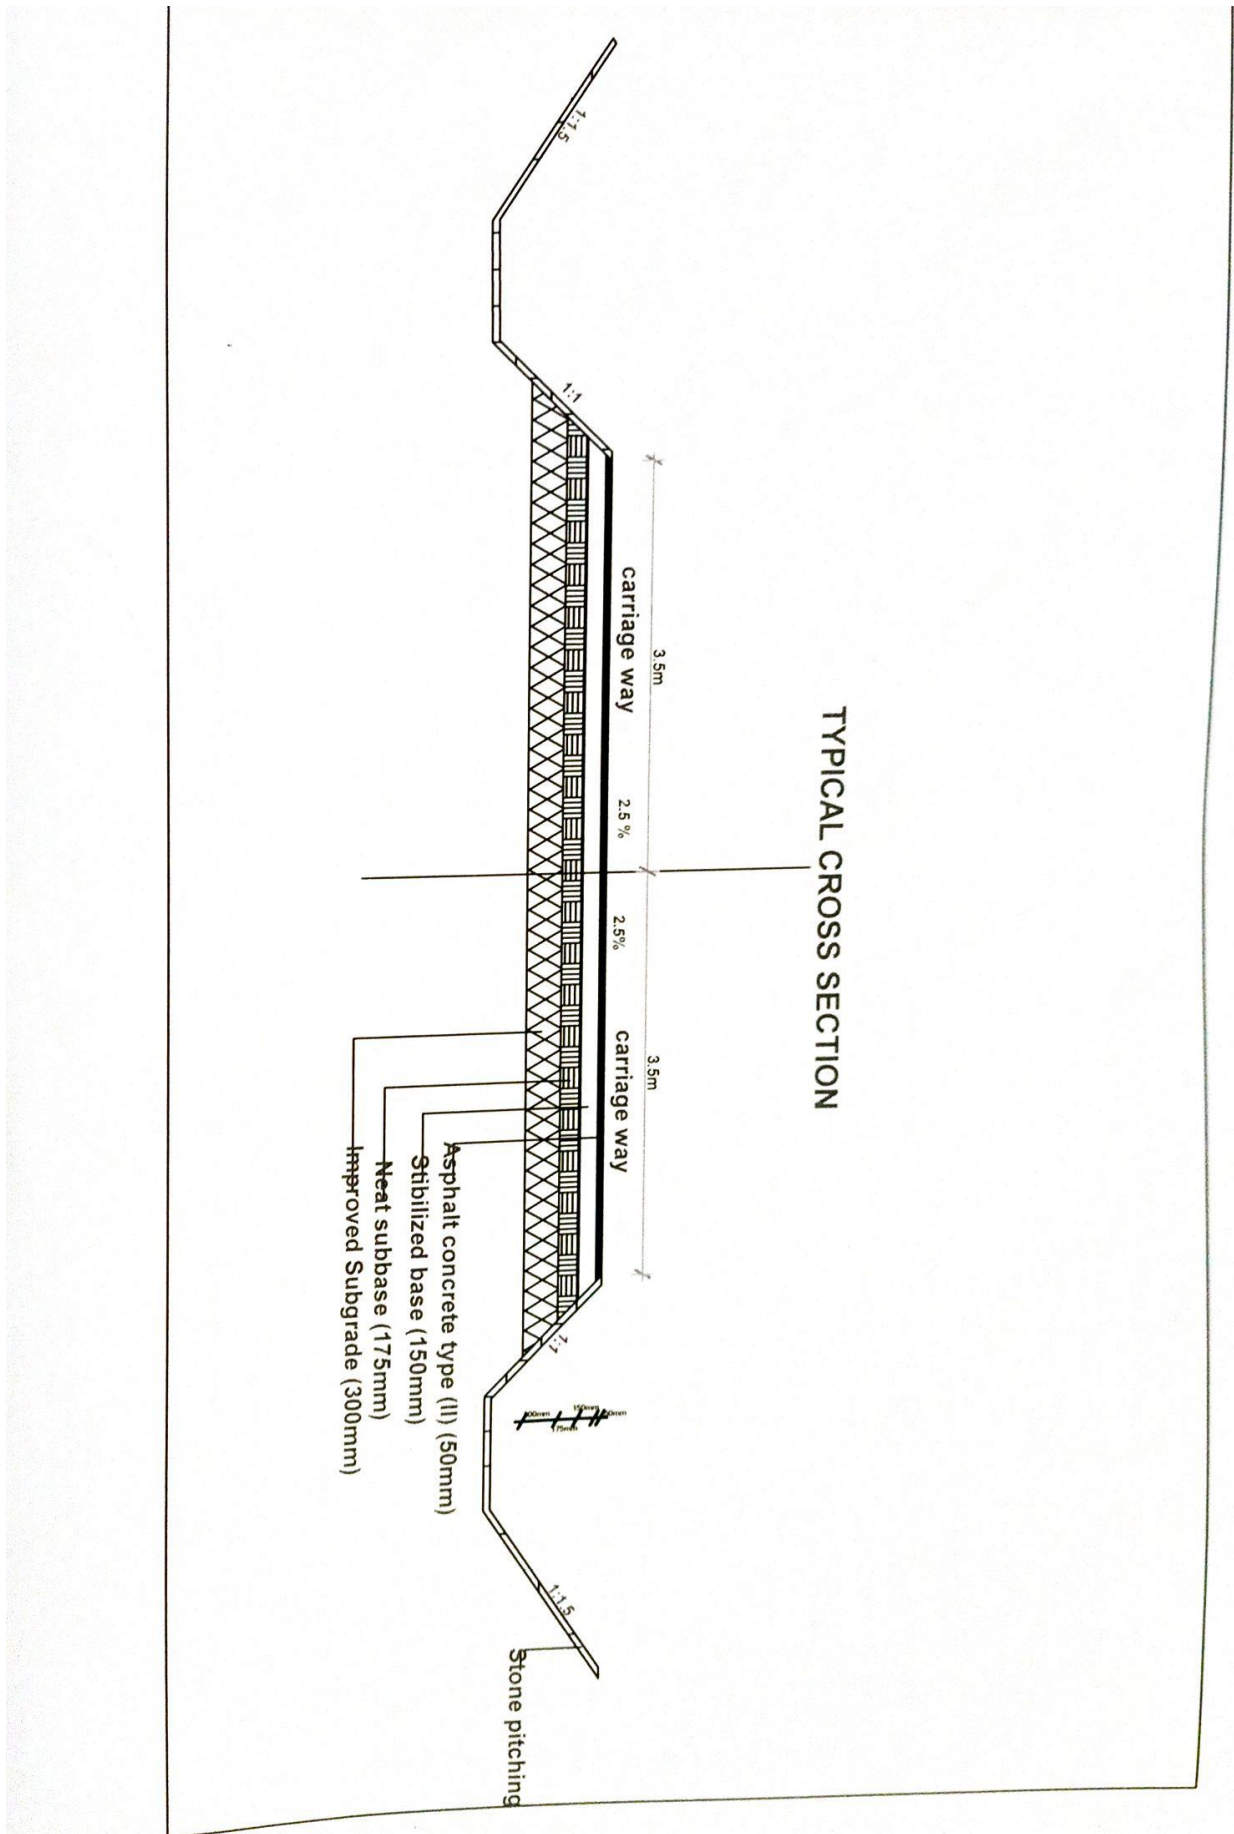 TYPICAL CROSS SECTION
3.5m
3.5m
carriage way
2.5 %
2.5%
carriage way
1:1.5
1:1
1:1
1:1.5
150mm
175mm
Asphalt concrete type (II) (50mm)
Stibilized base (150mm)
Neat subbase (175mm)
Improved Subgrade (300mm)
Stone pitching